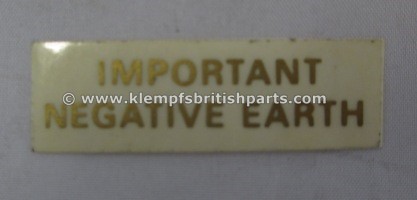 IMPORTANT
© www.klempfsbritishparts.com ©
NEGATIVE EARTH